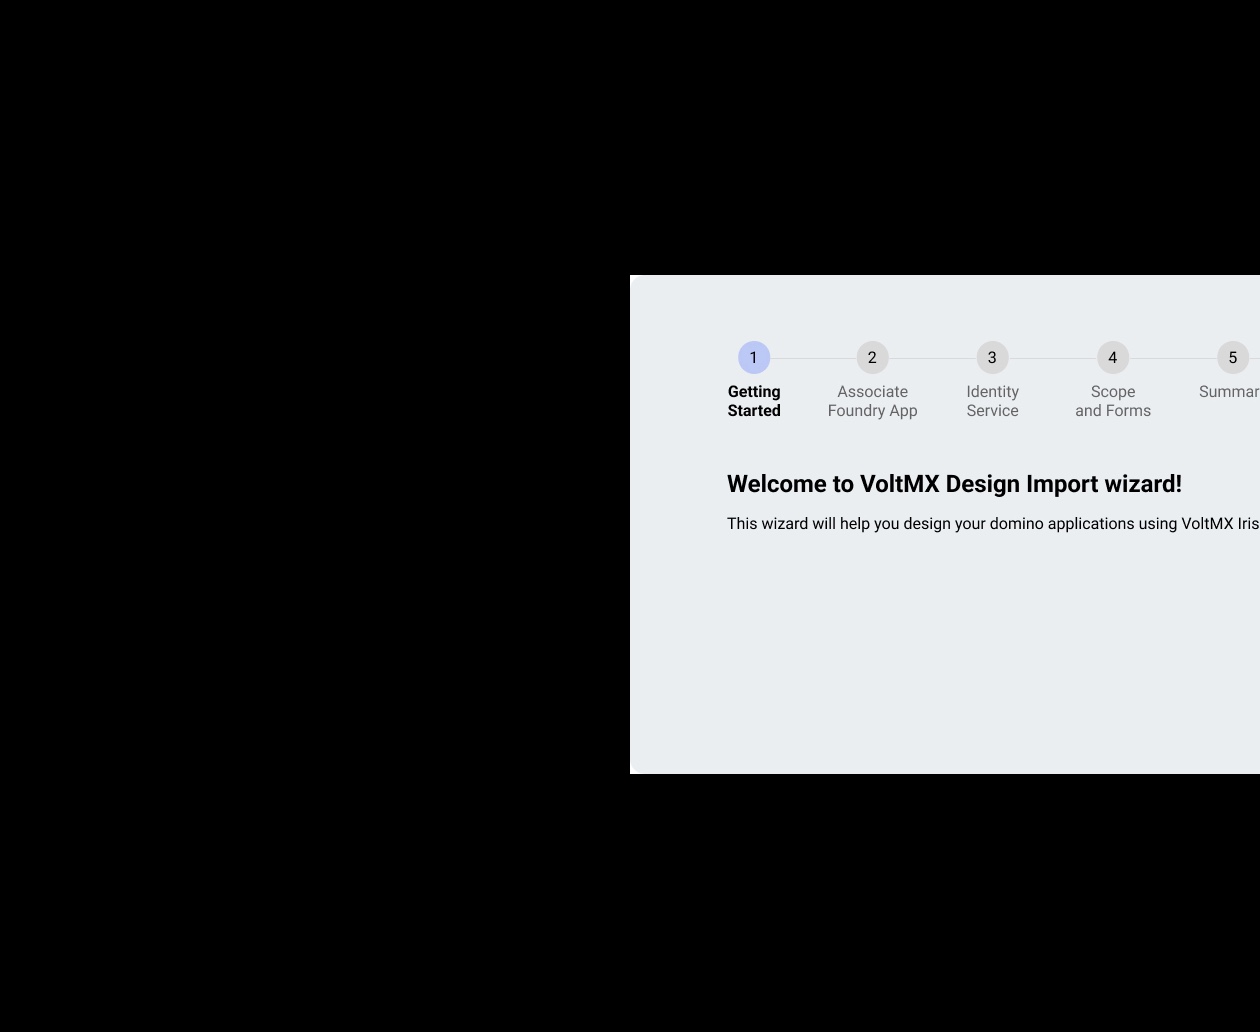 1 2 3 4 5
Getting Started
Associate Foundry App
Identity Service
Scope and Forms
Summar
Welcome to VoltMX Design Import wizard!
This wizard will help you design your domino applications using VoltMX Iris